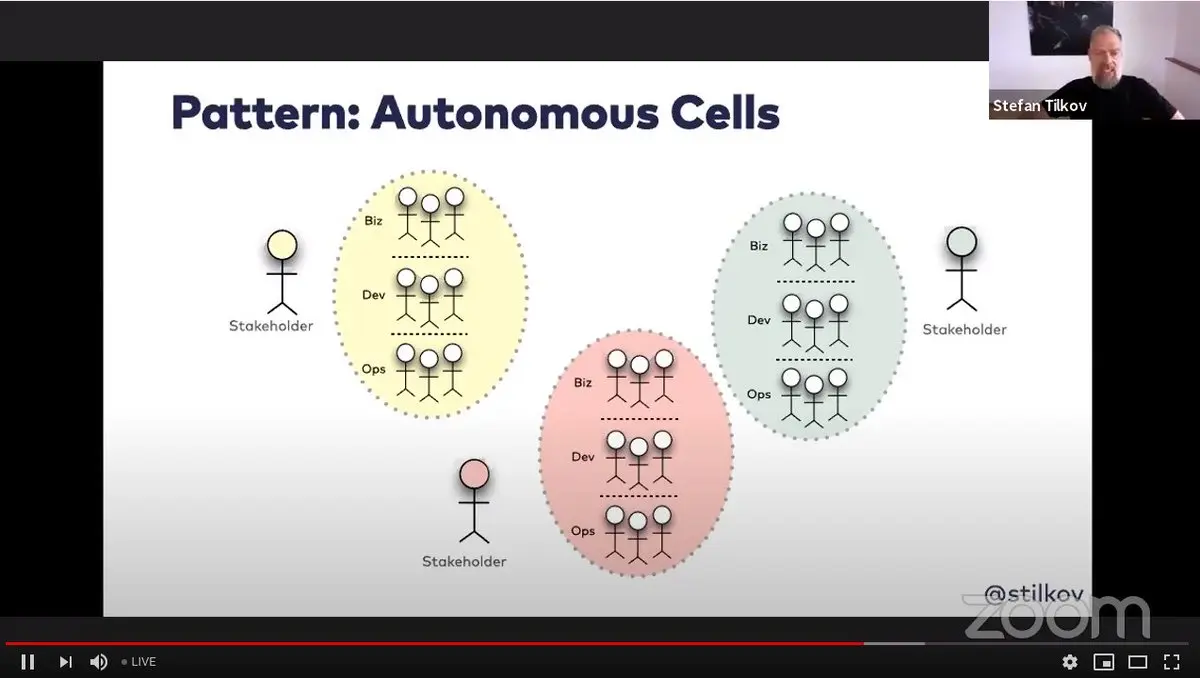 Stefan Tilkov
Pattern: Autonomous Cells
Biz
Dev
Ops
Stakeholder
Biz
Dev
Ops
Stakeholder
Biz
Dev
Ops
Stakeholder
@stilkov
zoom
LIVE